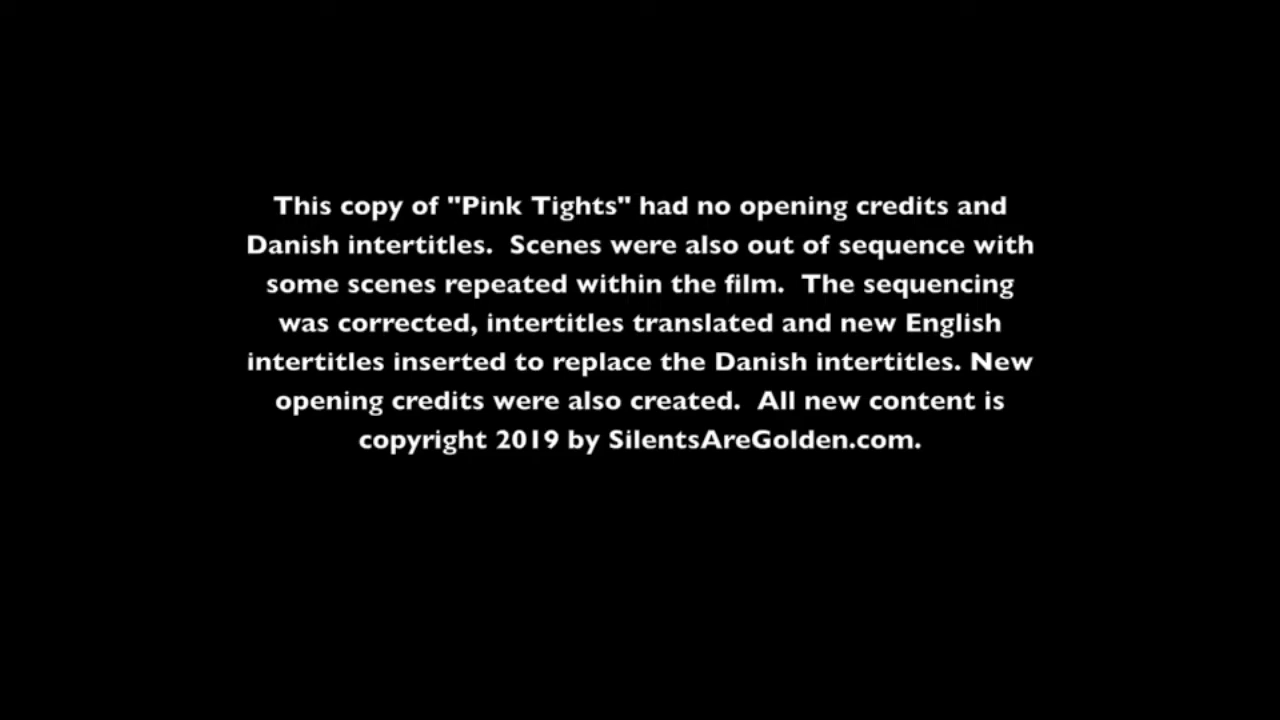 This copy of "Pink Tights" had no opening credits and
Danish intertitles.  Scenes were also out of sequence with
some scenes repeated within the film.  The sequencing
was corrected, intertitles translated and new English
intertitles inserted to replace the Danish intertitles. New
opening credits were also created.  All new content is
copyright 2019 by SilentsAreGolden.com.